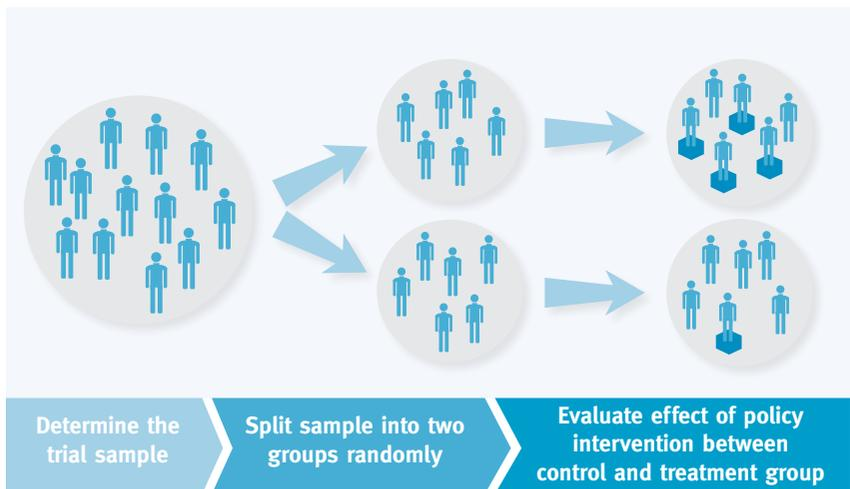 Determine the
trial sample
Split sample into two
groups randomly
Evaluate effect of policy
intervention between
control and treatment group